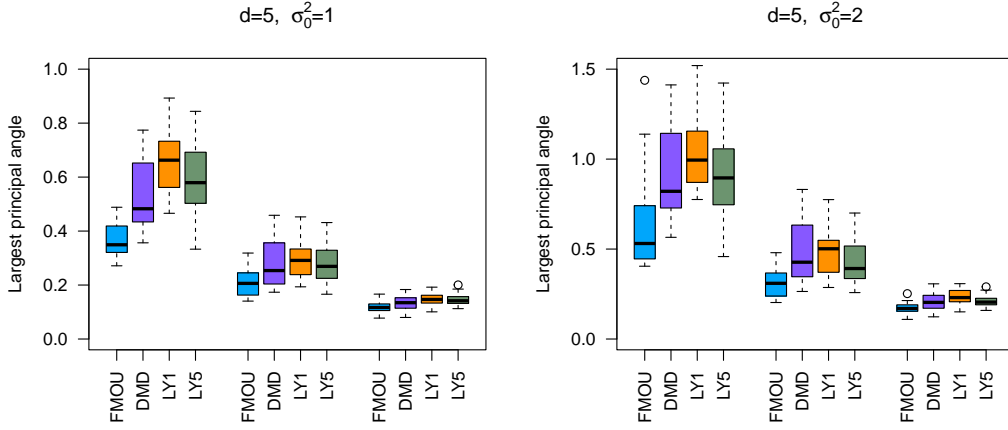 d=5, σ₀²=1
Largest principal angle
1.0
0.8
0.6
0.4
0.2
0.0
FMOU DMD LY1 LY5 FMOU DMD LY1 LY5 FMOU DMD LY1 LY5
d=5, σ₀²=2
Largest principal angle
1.5
1.0
0.5
0.0
FMOU DMD LY1 LY5 FMOU DMD LY1 LY5 FMOU DMD LY1 LY5